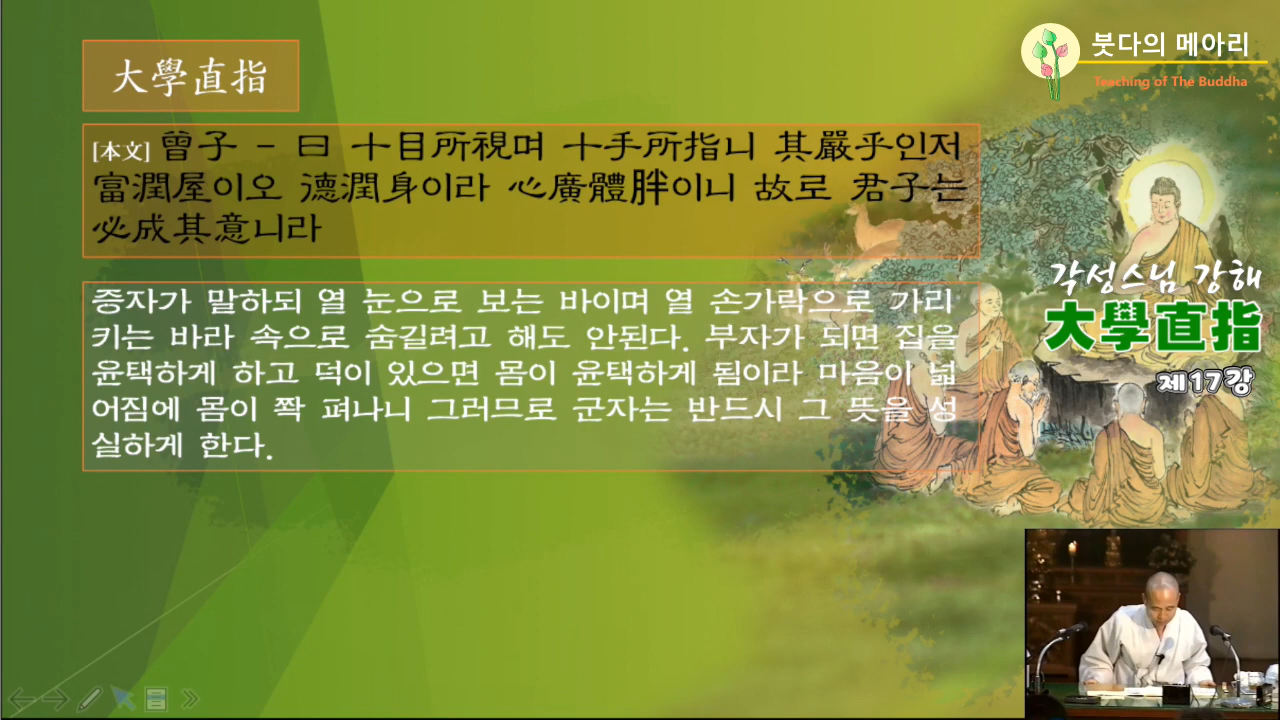 大學直指
붓다의 메아리
Teaching of The Buddha
[本文] 曾子 - 曰 十目所視며 十手所指니 其嚴乎인저
富潤屋이오 德潤身이라 心廣體胖이니 故로 君子는
必成其意니라
증자가 말하되 열 눈으로 보는 바이며 열 손가락으로 가리
키는 바라 속으로 숨길려고 해도 안된다. 부자가 되면 집을
윤택하게 하고 덕이 있으면 몸이 윤택하게 됨이라 마음이 넓
어짐에 몸이 쫙 펴나니 그러므로 군자는 반드시 그 뜻을 성
실하게 한다.
각성스님 강해
大學直指
제17강